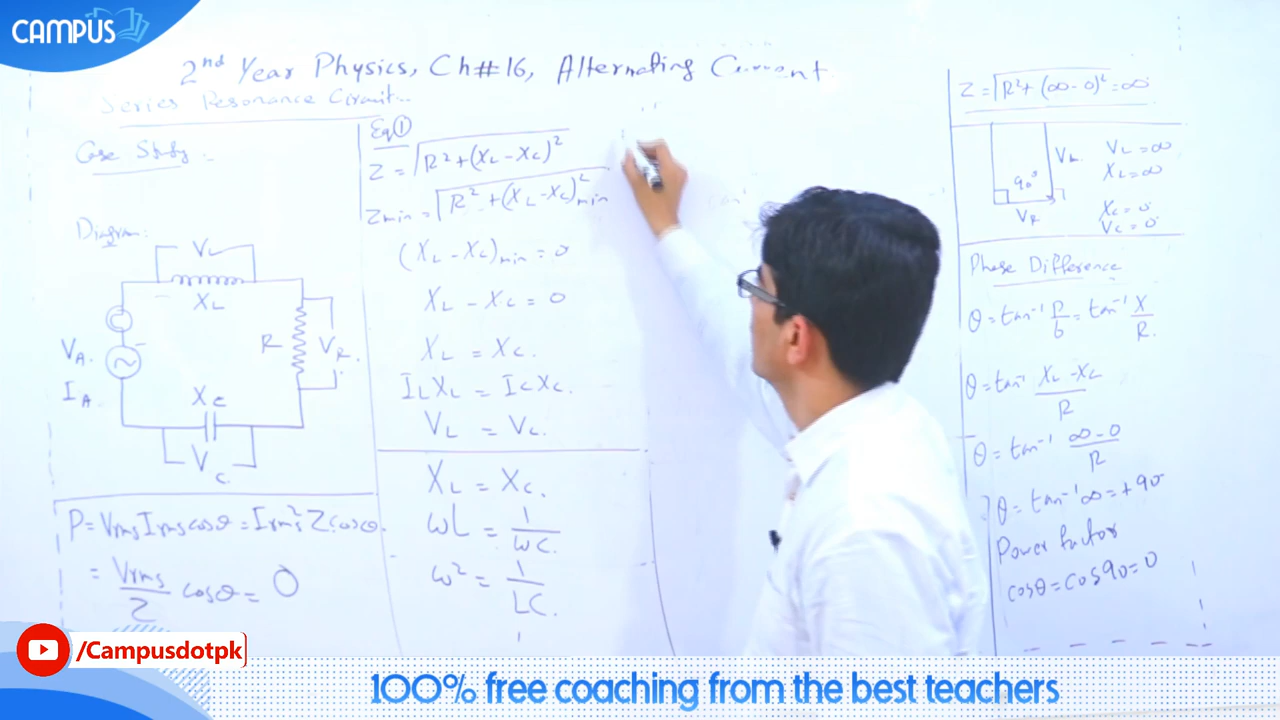 CAMPUS
2nd Year Physics, Ch#16, Alternating Current
Series Resonance Circuit...
Case Study:
Diagram:
VL
XL
R
VR.
VA.
IA.
XC
VC.
P=VrmsIrmscosθ=Irms²Zcosθ.
= Vrms/Z cosθ = 0
Eq①
Z = √R²+(XL-XC)²
Zmin = √R²+(XL-XC)²min
(XL-XC)min = 0
XL - XC = 0
XL = XC.
ILXL = ICXC.
VL = VC.
XL = XC.
ωL = 1/ωC.
ω² = 1/LC.
Z = √R²+(∞-0)² = ∞
90°
VL
VR
VL = ∞
XL = ∞
XC = 0
VC = 0
Phase Difference
θ = tan⁻¹ P/b = tan⁻¹ X/R.
θ = tan⁻¹ XL-XC/R
θ = tan⁻¹ ∞-0/R
θ = tan⁻¹∞ = +90
Power factor
cosθ = cos90 = 0
/Campusdotpk
100% free coaching from the best teachers